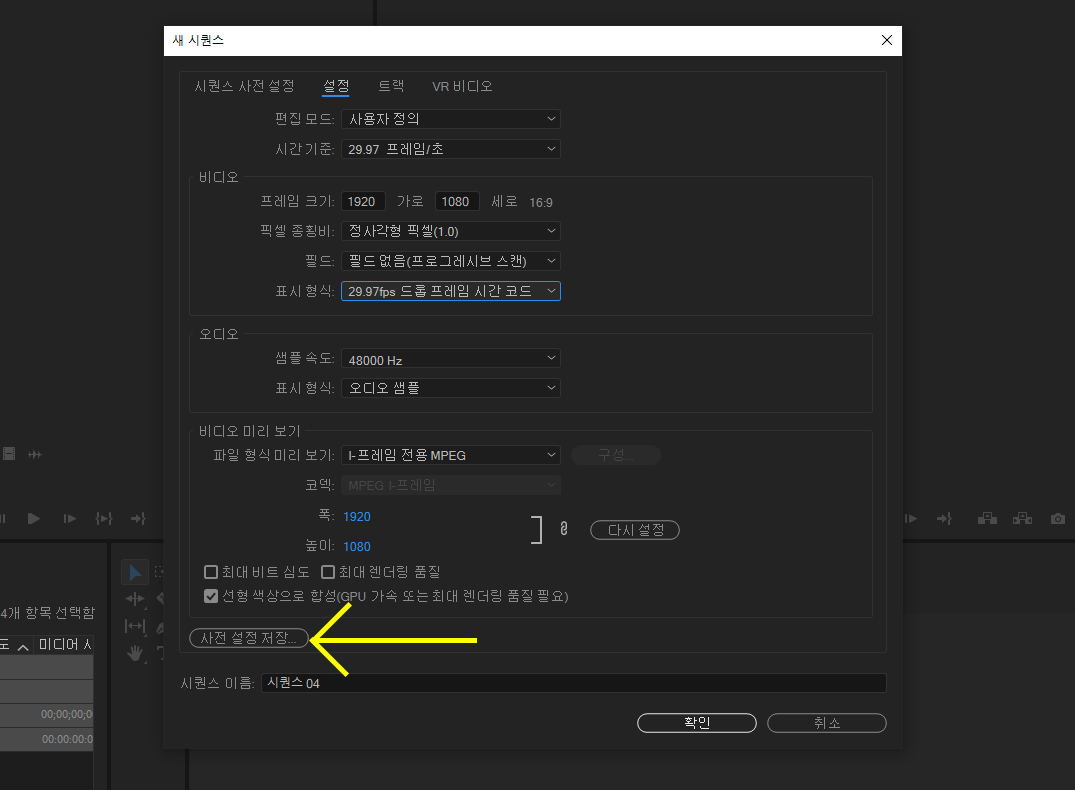 새 시퀀스
시퀀스 사전 설정 설정 트랙 VR 비디오
편집 모드: 사용자 정의
시간 기준: 29.97 프레임/초
비디오
프레임 크기: 1920 가로 1080 세로 16:9
픽셀 종횡비: 정사각형 픽셀(1.0)
필드: 필드 없음(프로그레시브 스캔)
표시 형식: 29.97fps 드롭 프레임 시간 코드
오디오
샘플 속도: 48000 Hz
표시 형식: 오디오 샘플
비디오 미리 보기
파일 형식 미리 보기: I-프레임 전용 MPEG 구성...
코덱: MPEG I-프레임
폭: 1920
다시 설정
높이: 1080
최대 비트 심도 최대 렌더링 품질
선형 색상으로 합성(GPU 가속 또는 최대 렌더링 품질 필요)
4개 항목 선택함
사전 설정 저장...
도 미디어 시
시퀀스 이름: 시퀀스 04
00;00;00;0
확인 취소
00:00:00:0